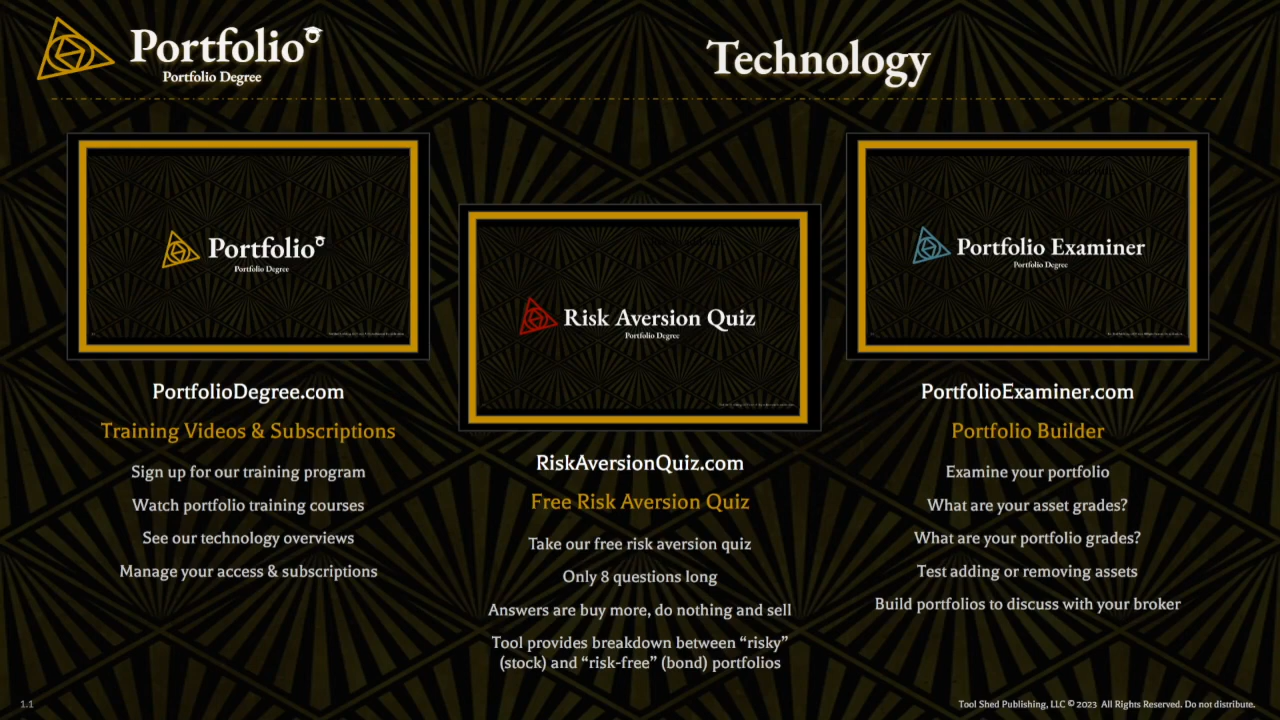 Portfolio
Portfolio Degree
Technology
Portfolio
Portfolio Degree
PortfolioDegree.com
Training Videos & Subscriptions
Sign up for our training program
Watch portfolio training courses
See our technology overviews
Manage your access & subscriptions
Risk Aversion Quiz
Portfolio Degree
RiskAversionQuiz.com
Free Risk Aversion Quiz
Take our free risk aversion quiz
Only 8 questions long
Answers are buy more, do nothing and sell
Tool provides breakdown between “risky”
(stock) and “risk-free” (bond) portfolios
Portfolio Examiner
Portfolio Degree
PortfolioExaminer.com
Portfolio Builder
Examine your portfolio
What are your asset grades?
What are your portfolio grades?
Test adding or removing assets
Build portfolios to discuss with your broker
1.1
Tool Shed Publishing, LLC © 2023 All Rights Reserved. Do not distribute.